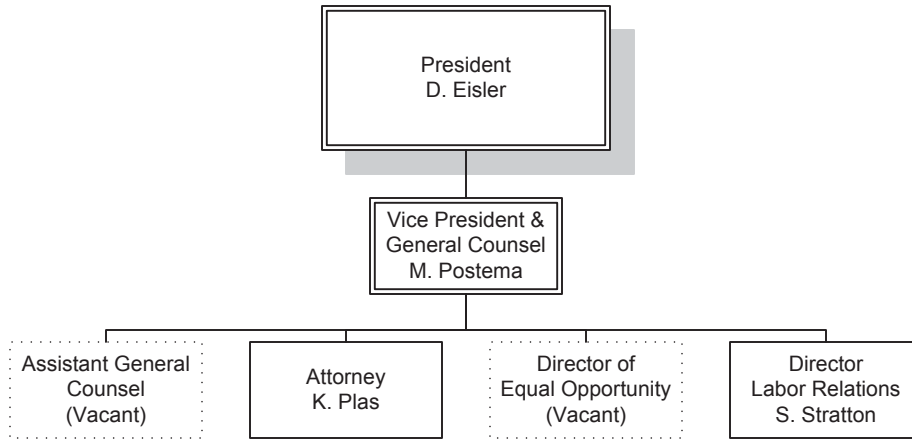 President
D. Eisler
Vice President &
General Counsel
M. Postema
Assistant General
Counsel
(Vacant)
Attorney
K. Plas
Director of
Equal Opportunity
(Vacant)
Director
Labor Relations
S. Stratton